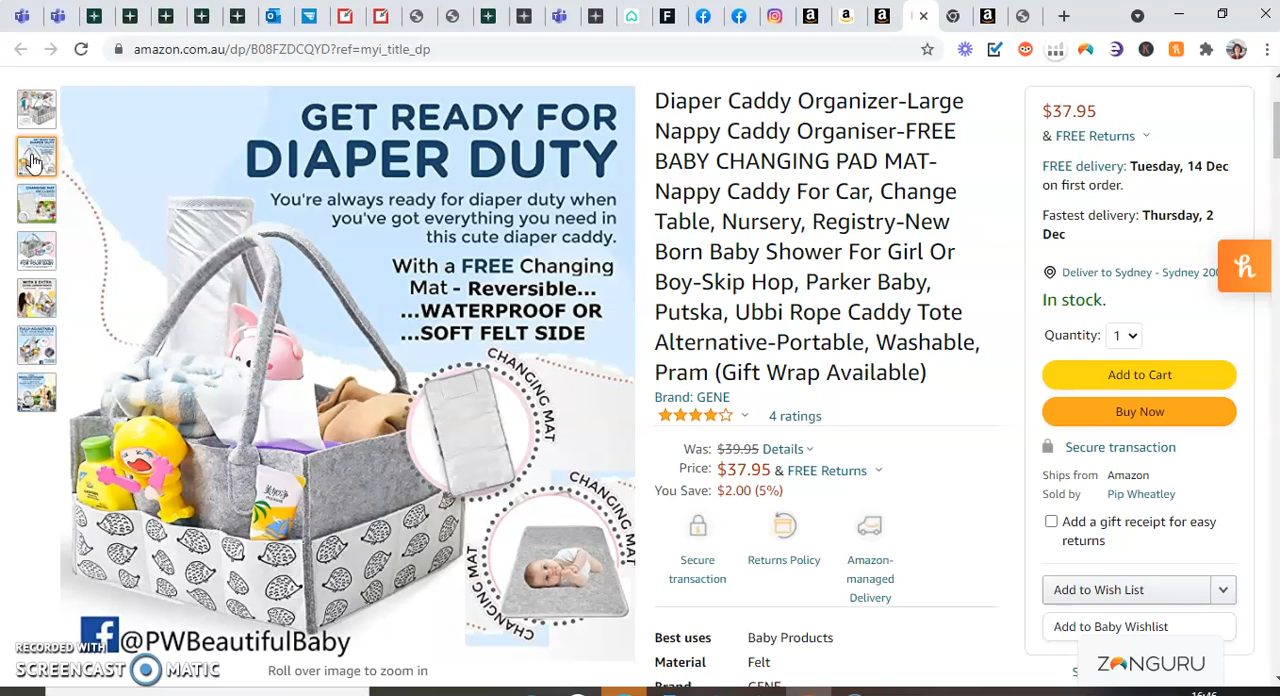 amazon.com.au/dp/B08FZDCQYD?ref=myi_title_dp
GET READY FOR
DIAPER DUTY
You're always ready for diaper duty when
you've got everything you need in
this cute diaper caddy.
With a FREE Changing
Mat - Reversible...
...WATERPROOF OR
...SOFT FELT SIDE
CHANGING MAT
CHANGING MAT
CHANGING MAT
CHANGING
@PWBeautifulBaby
RECORDED WITH
SCREENCAST MATIC
Roll over image to zoom in
Diaper Caddy Organizer-Large
Nappy Caddy Organiser-FREE
BABY CHANGING PAD MAT-
Nappy Caddy For Car, Change
Table, Nursery, Registry-New
Born Baby Shower For Girl Or
Boy-Skip Hop, Parker Baby,
Putska, Ubbi Rope Caddy Tote
Alternative-Portable, Washable,
Pram (Gift Wrap Available)
Brand: GENE
4 ratings
Was: $39.95 Details
Price: $37.95 & FREE Returns
You Save: $2.00 (5%)
Secure
transaction
Returns Policy
Amazon-
managed
Delivery
Best uses Baby Products
Material Felt
Brand GENE
$37.95
& FREE Returns
FREE delivery: Tuesday, 14 Dec
on first order.
Fastest delivery: Thursday, 2
Dec
Deliver to Sydney - Sydney 200
In stock.
Quantity: 1
Add to Cart
Buy Now
Secure transaction
Ships from Amazon
Sold by Pip Wheatley
Add a gift receipt for easy
returns
Add to Wish List
Add to Baby Wishlist
ZONGURU
16:46